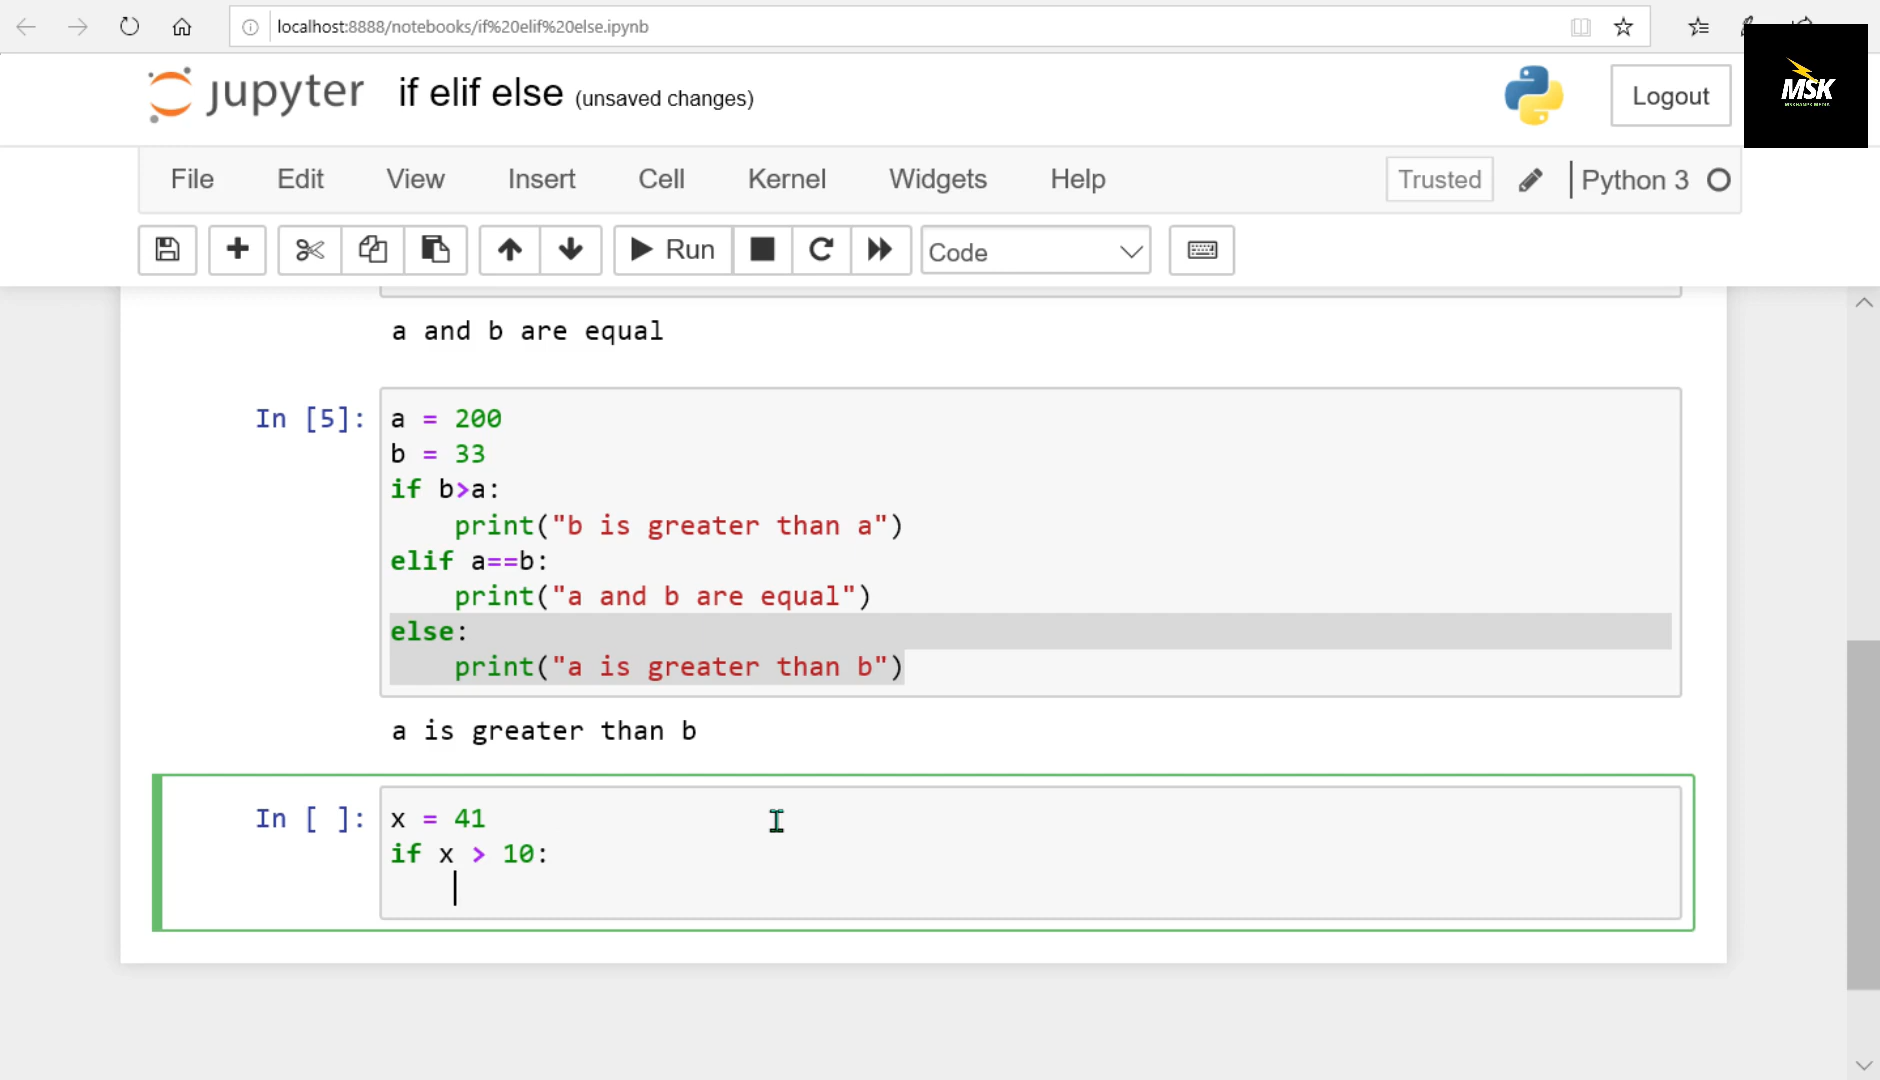 localhost:8888/notebooks/if%20elif%20else.ipynb
jupyter if elif else (unsaved changes)
Logout
MSK
File Edit View Insert Cell Kernel Widgets Help Trusted Python 3
Run Code
a and b are equal
In [5]: a = 200
b = 33
if b>a:
    print("b is greater than a")
elif a==b:
    print("a and b are equal")
else:
    print("a is greater than b")
a is greater than b
In [ ]: x = 41
if x > 10: